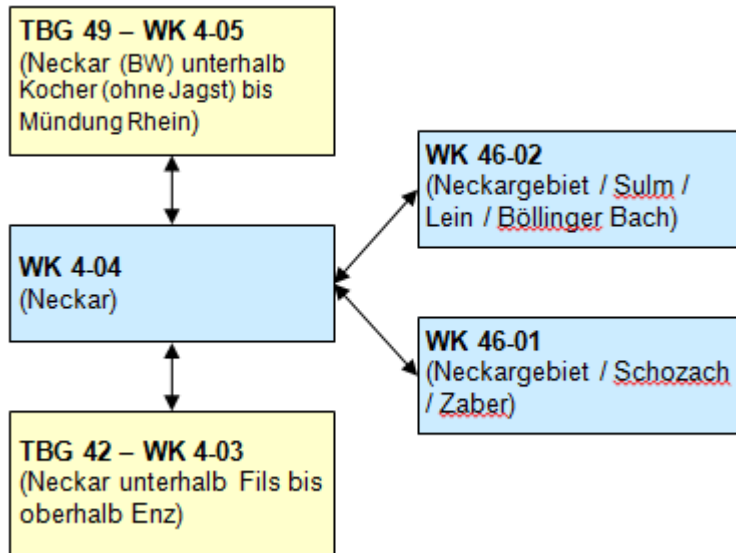 TBG 49 – WK 4-05
(Neckar (BW) unterhalb
Kocher (ohne Jagst) bis
Mündung Rhein)
WK 46-02
(Neckargebiet / Sulm /
Lein / Böllinger Bach)
WK 4-04
(Neckar)
WK 46-01
(Neckargebiet / Schozach
/ Zaber)
TBG 42 – WK 4-03
(Neckar unterhalb Fils bis
oberhalb Enz)